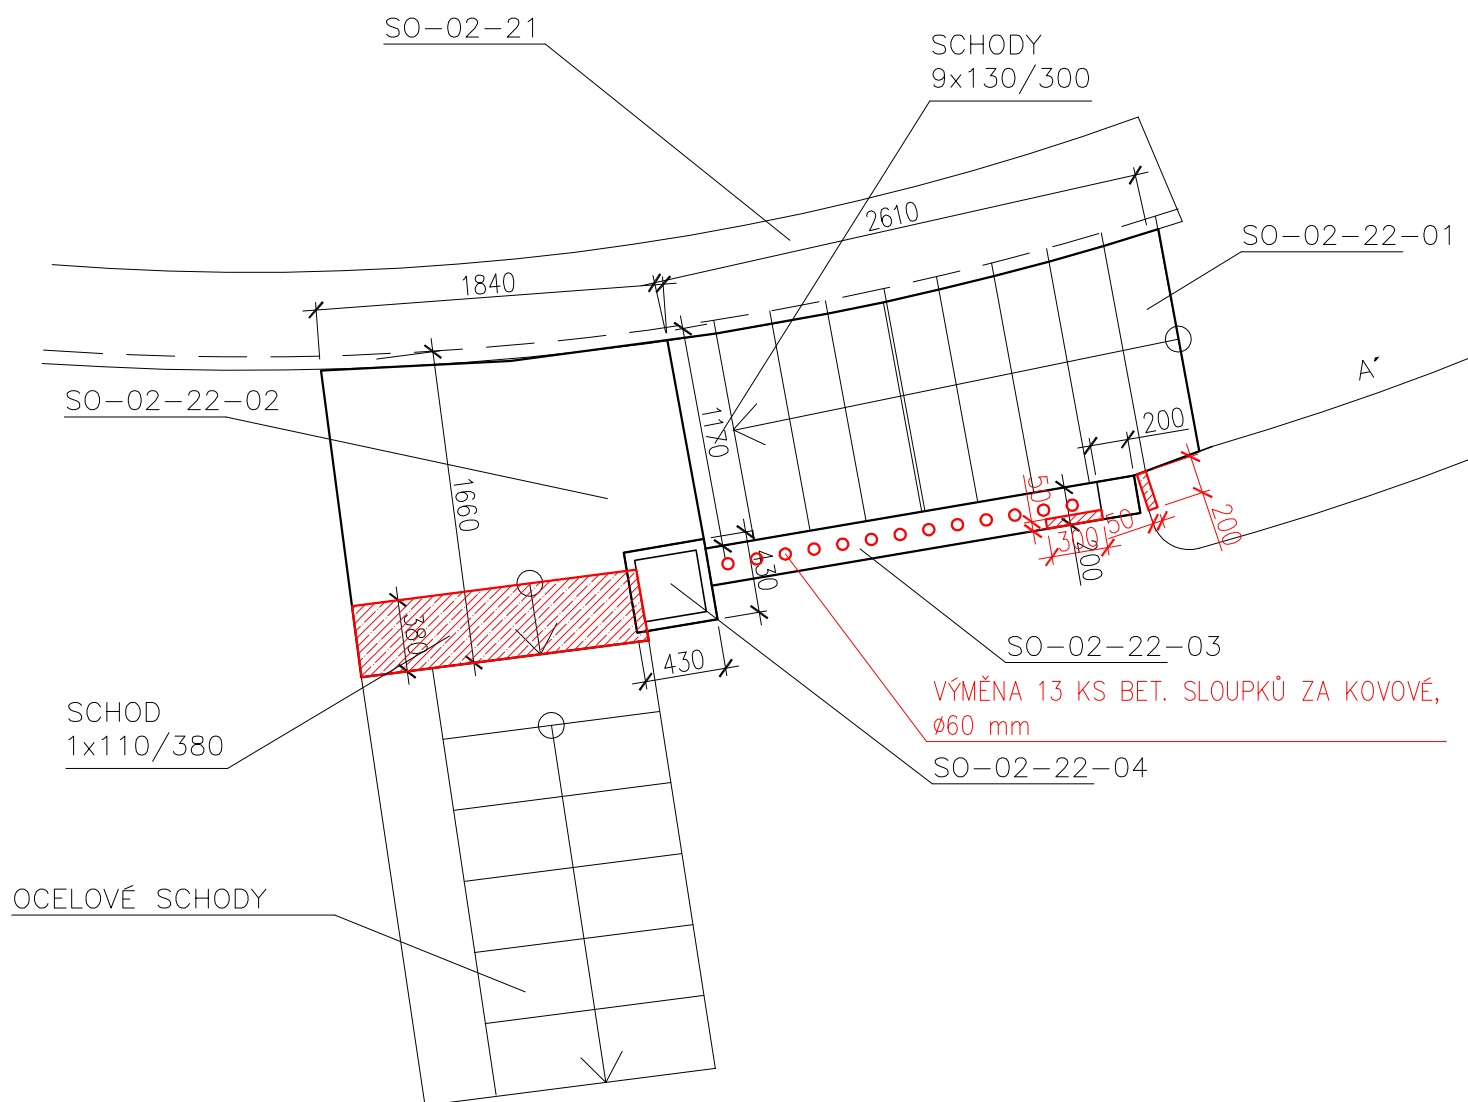 SO-02-21
SCHODY
9x130/300
2610
SO-02-22-01
1840
A´
SO-02-22-02
1170
200
1660
50
300
50
200
200
430
380
430
SO-02-22-03
VÝMĚNA 13 KS BET. SLOUPKŮ ZA KOVOVÉ,
ø60 mm
SCHOD
1x110/380
SO-02-22-04
OCELOVÉ SCHODY